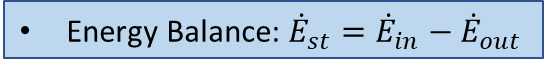 • Energy Balance: Ė_st = Ė_in − Ė_out